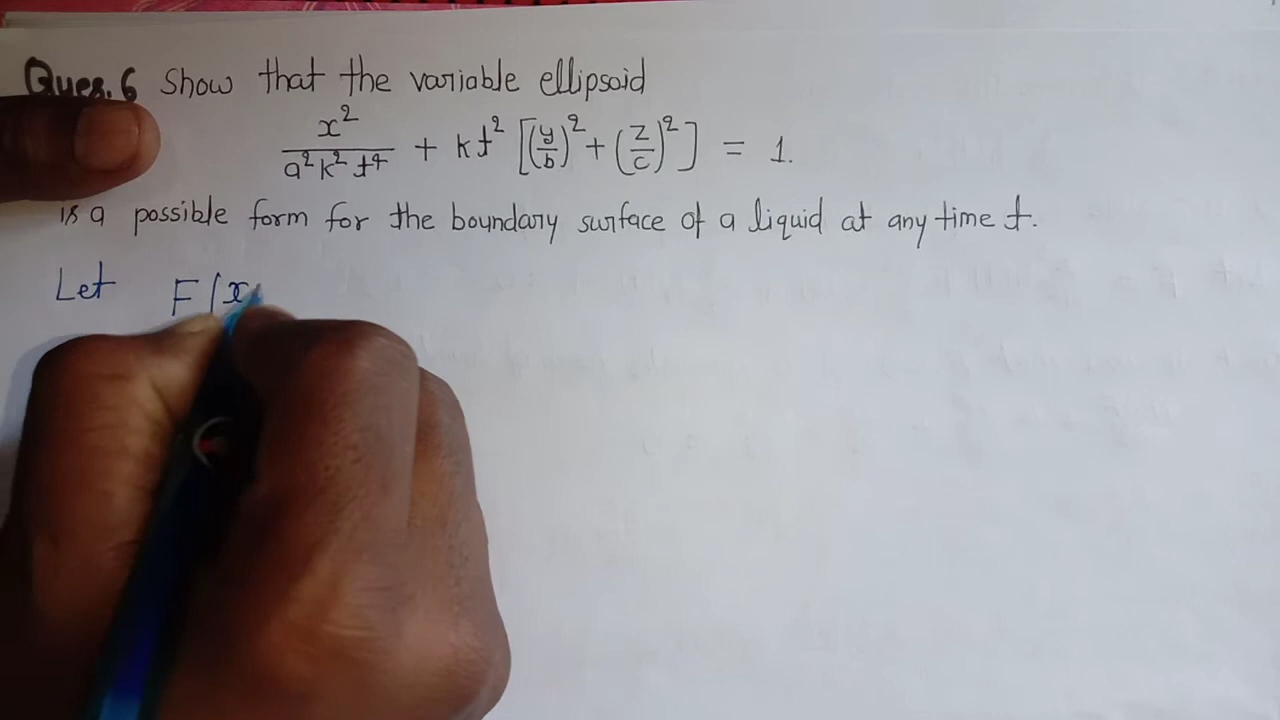 Ques. 6 Show that the variable ellipsoid
x²/a²k²t⁴ + kt² [(y/b)² + (z/c)²] = 1.
is a possible form for the boundary surface of a liquid at any time t.
Let F(x